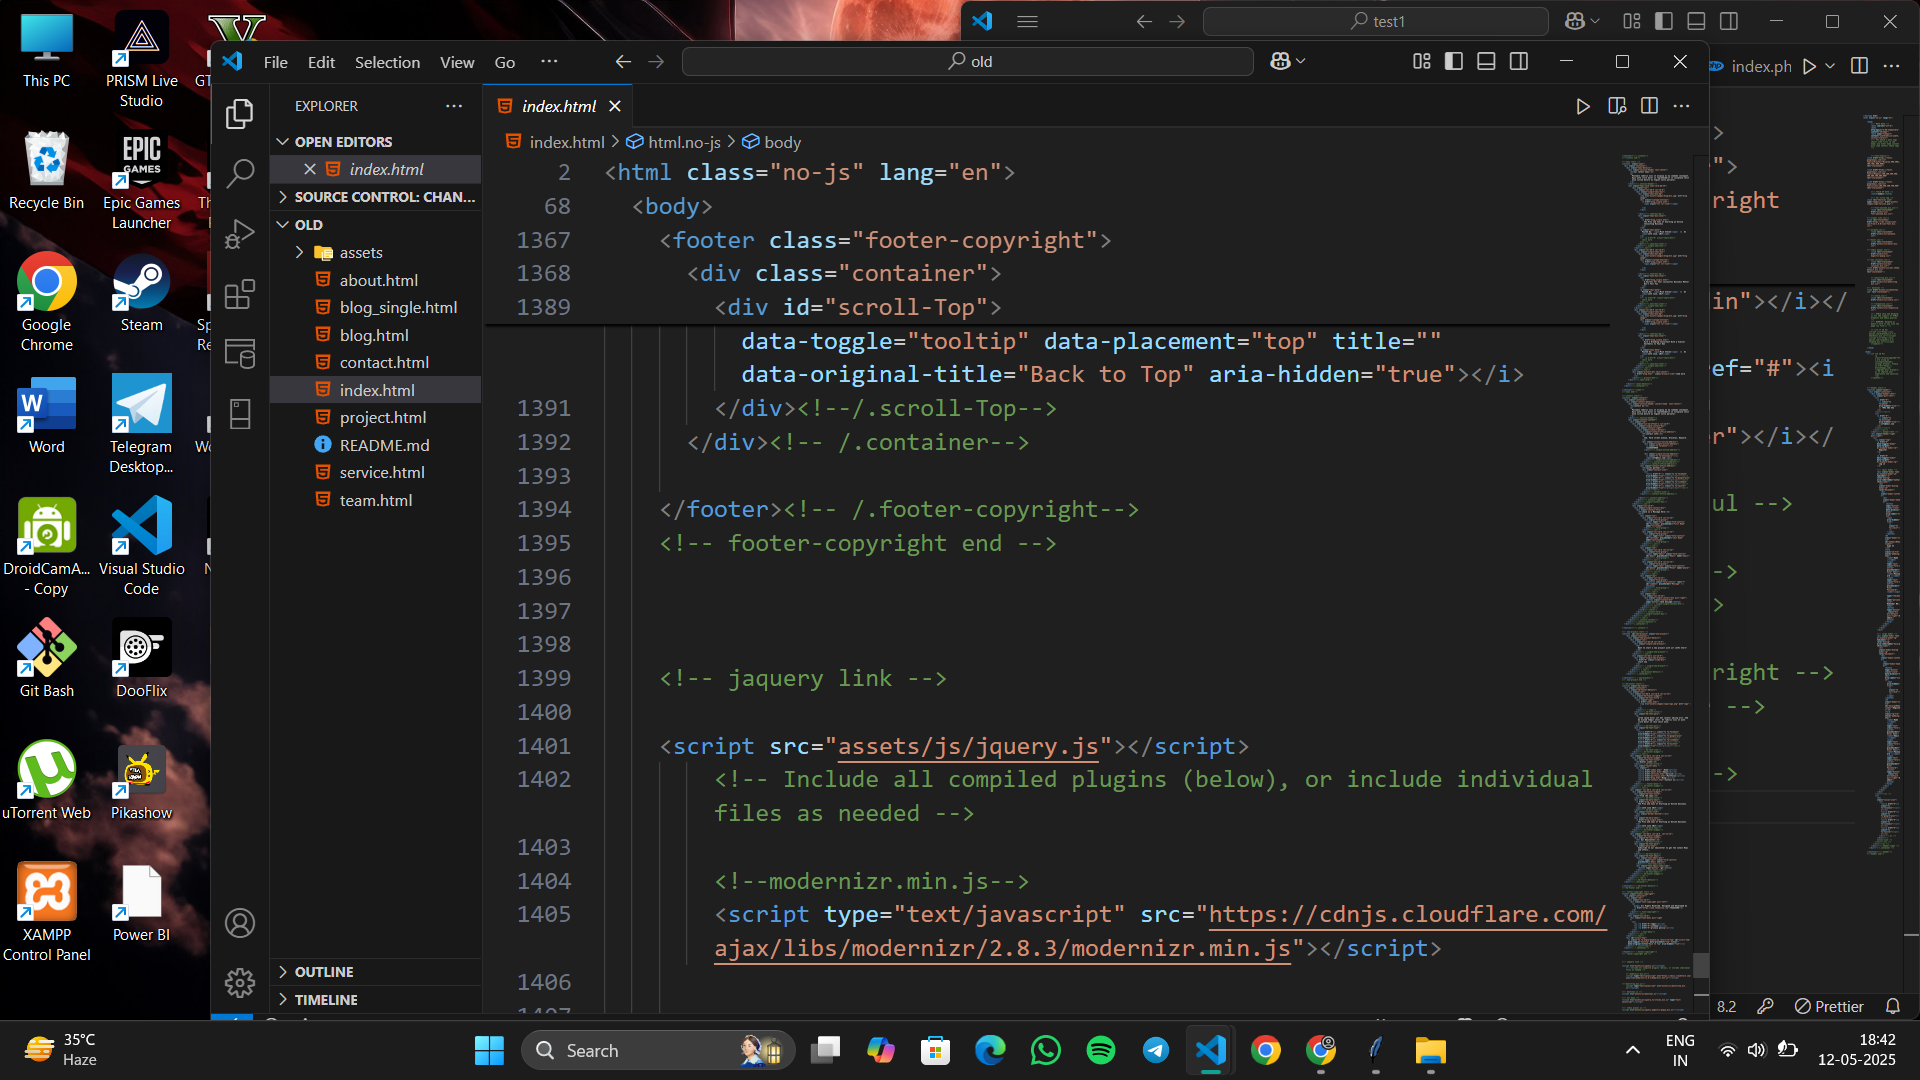 test1
File Edit Selection View Go
old
index.ph
EXPLORER
index.html
OPEN EDITORS
index.html
SOURCE CONTROL: CHAN...
OLD
assets
about.html
blog_single.html
blog.html
contact.html
index.html
project.html
README.md
service.html
team.html
OUTLINE
TIMELINE
index.html > html.no-js > body
2 <html class="no-js" lang="en">
68 <body>
1367 <footer class="footer-copyright">
1368 <div class="container">
1389 <div id="scroll-Top">
data-toggle="tooltip" data-placement="top" title=""
data-original-title="Back to Top" aria-hidden="true"></i>
1391 </div><!--/.scroll-Top-->
1392 </div><!-- /.container-->
1393
1394 </footer><!-- /.footer-copyright-->
1395 <!-- footer-copyright end -->
1396
1397
1398
1399 <!-- jaquery link -->
1400
1401 <script src="assets/js/jquery.js"></script>
1402 <!-- Include all compiled plugins (below), or include individual
files as needed -->
1403
1404 <!--modernizr.min.js-->
1405 <script type="text/javascript" src="https://cdnjs.cloudflare.com/
ajax/libs/modernizr/2.8.3/modernizr.min.js"></script>
1406
>
">
right
in"></i></
ef="#"><i
r"></i></
ul -->
->
>
right -->
-->
->
8.2 Prettier
This PC
PRISM Live
Studio
Recycle Bin
EPIC
GAMES
Epic Games
Launcher
Google
Chrome
Steam
Word
Telegram
Desktop...
DroidCamA...
- Copy
Visual Studio
Code
Git Bash
DooFlix
uTorrent Web
Pikashow
XAMPP
Control Panel
Power BI
35°C
Haze
Search
ENG
IN
18:42
12-05-2025